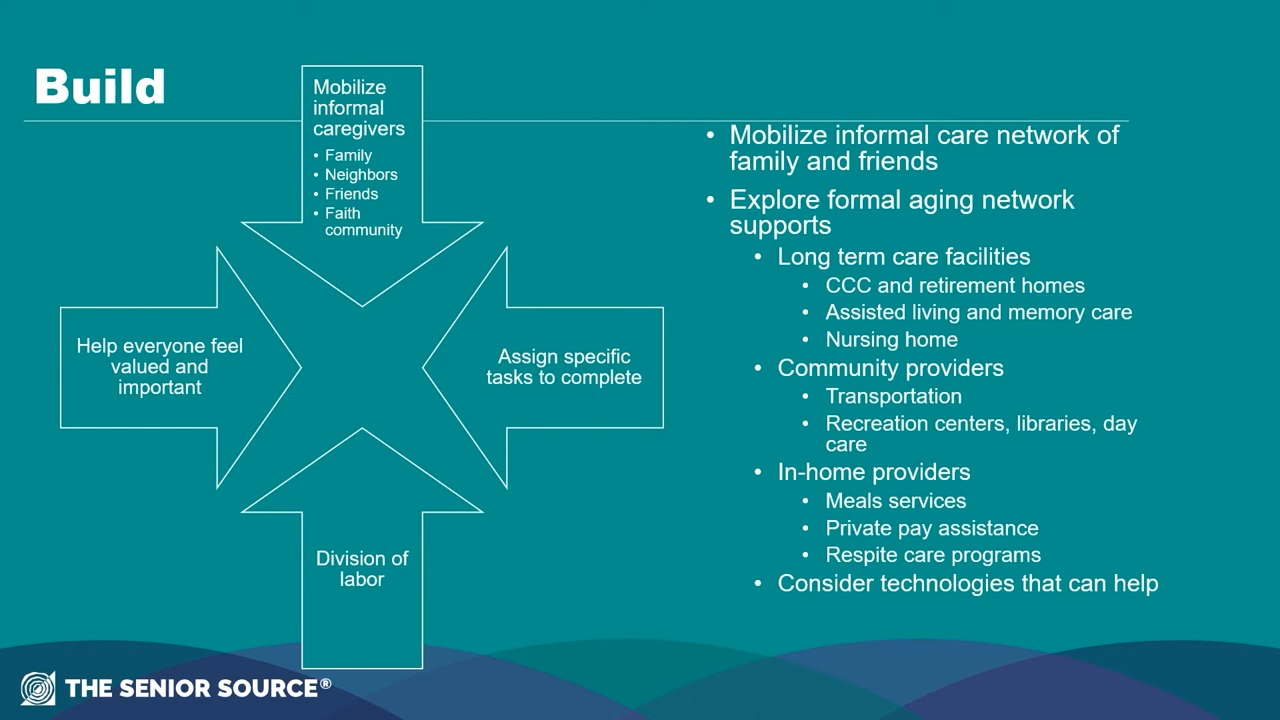 Build
Mobilize
informal
caregivers
• Family
• Neighbors
• Friends
• Faith
community
Help everyone feel
valued and
important
Assign specific
tasks to complete
Division of
labor
• Mobilize informal care network of
family and friends
• Explore formal aging network
supports
• Long term care facilities
• CCC and retirement homes
• Assisted living and memory care
• Nursing home
• Community providers
• Transportation
• Recreation centers, libraries, day
care
• In-home providers
• Meals services
• Private pay assistance
• Respite care programs
• Consider technologies that can help
THE SENIOR SOURCE®